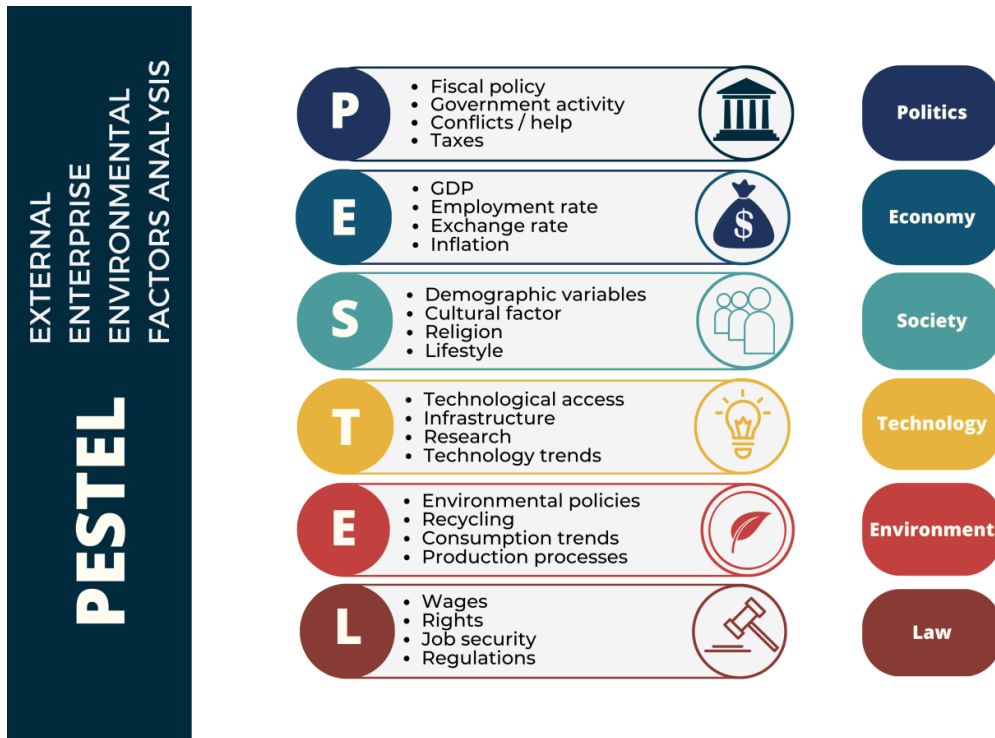 EXTERNAL
ENTERPRISE
ENVIRONMENTAL
FACTORS ANALYSIS
PESTEL
P
• Fiscal policy
• Government activity
• Conflicts / help
• Taxes
Politics
E
• GDP
• Employment rate
• Exchange rate
• Inflation
$
Economy
S
• Demographic variables
• Cultural factor
• Religion
• Lifestyle
Society
T
• Technological access
• Infrastructure
• Research
• Technology trends
Technology
E
• Environmental policies
• Recycling
• Consumption trends
• Production processes
Environment
L
• Wages
• Rights
• Job security
• Regulations
Law